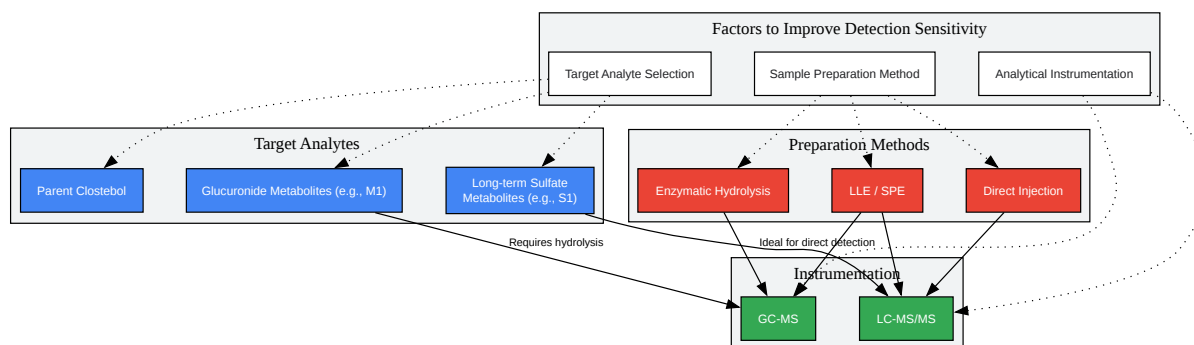 Factors to Improve Detection Sensitivity
Target Analyte Selection
Sample Preparation Method
Analytical Instrumentation
Target Analytes
Preparation Methods
Parent Clostebol
Glucuronide Metabolites (e.g., M1)
Long-term Sulfate
Metabolites (e.g., S1)
Enzymatic Hydrolysis
LLE / SPE
Direct Injection
Requires hydrolysis
Ideal for direct detection
Instrumentation
GC-MS
LC-MS/MS